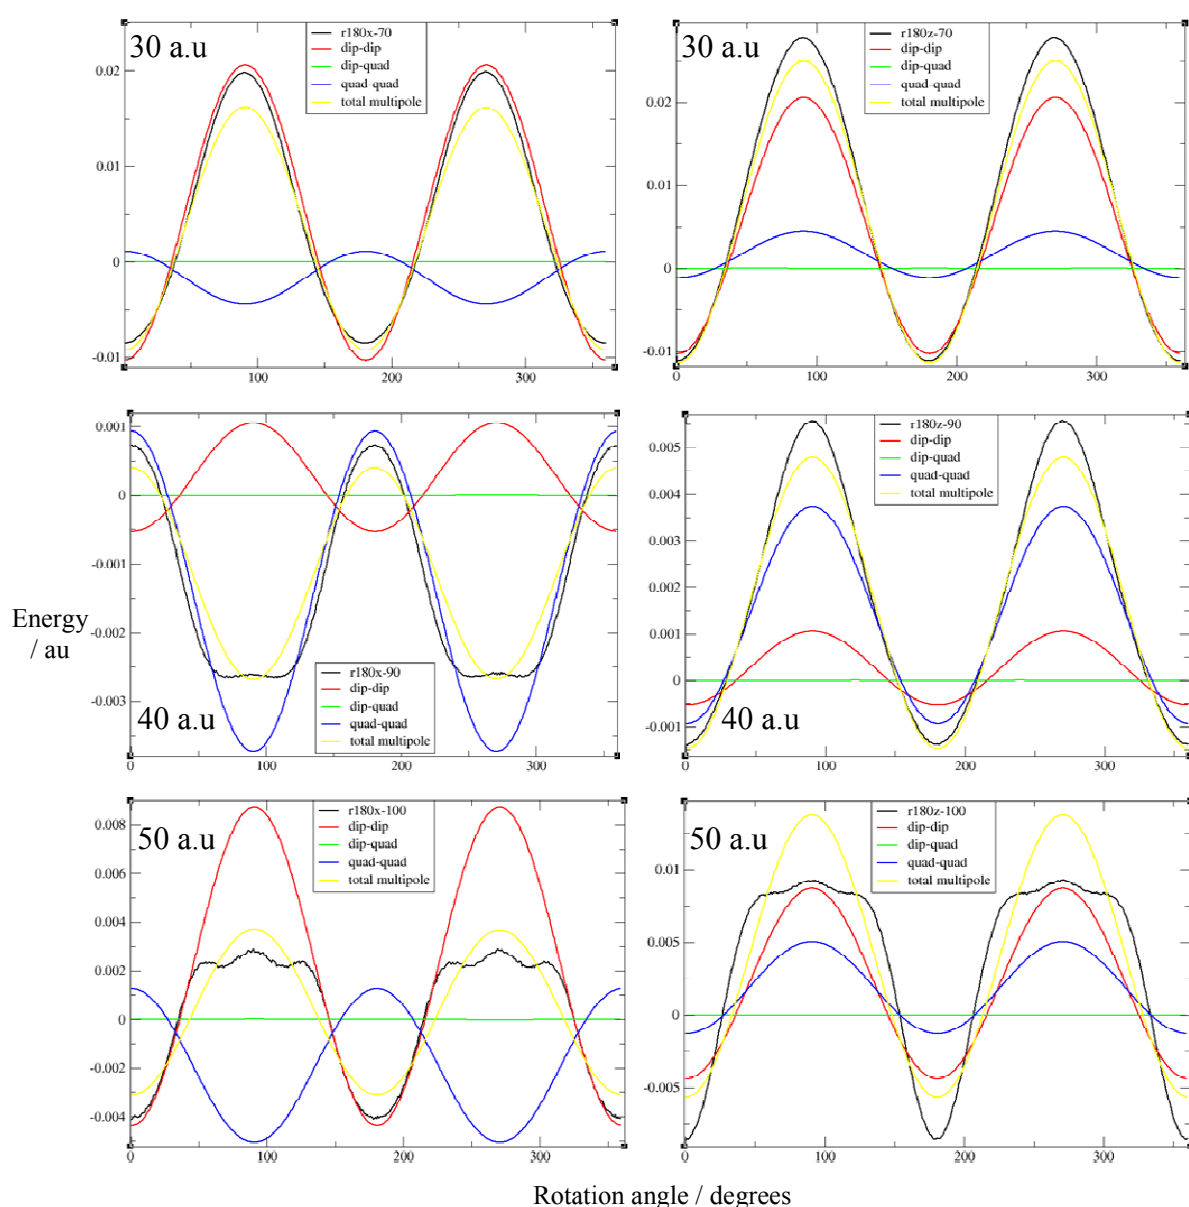 30 a.u
r180x-70
dip-dip
dip-quad
quad-quad
total multipole
0.02
0.01
0
-0.01
100
200
300
30 a.u
r180z-70
dip-dip
dip-quad
quad-quad
total multipole
0.02
0.01
0
-0.01
0
100
200
300
0.001
0
-0.001
-0.002
-0.003
40 a.u
r180x-90
dip-dip
dip-quad
quad-quad
total multipole
0
100
200
300
r180z-90
dip-dip
dip-quad
quad-quad
total multipole
0.005
0.004
0.003
0.002
0.001
0
-0.001
40 a.u
0
100
200
300
Energy
/ au
50 a.u
r180x-100
dip-dip
dip-quad
quad-quad
total multipole
0.008
0.006
0.004
0.002
0
-0.002
-0.004
0
100
200
300
50 a.u
r180z-100
dip-dip
dip-quad
quad-quad
total multipole
0.01
0.005
0
-0.005
0
100
200
300
Rotation angle / degrees